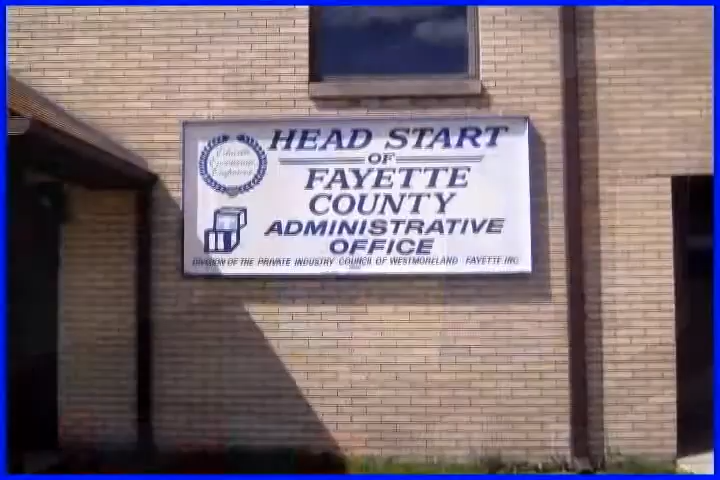 HEAD START
OF
FAYETTE
COUNTY
ADMINISTRATIVE
OFFICE
DIVISION OF THE PRIVATE INDUSTRY COUNCIL OF WESTMORELAND FAYETTE INC.